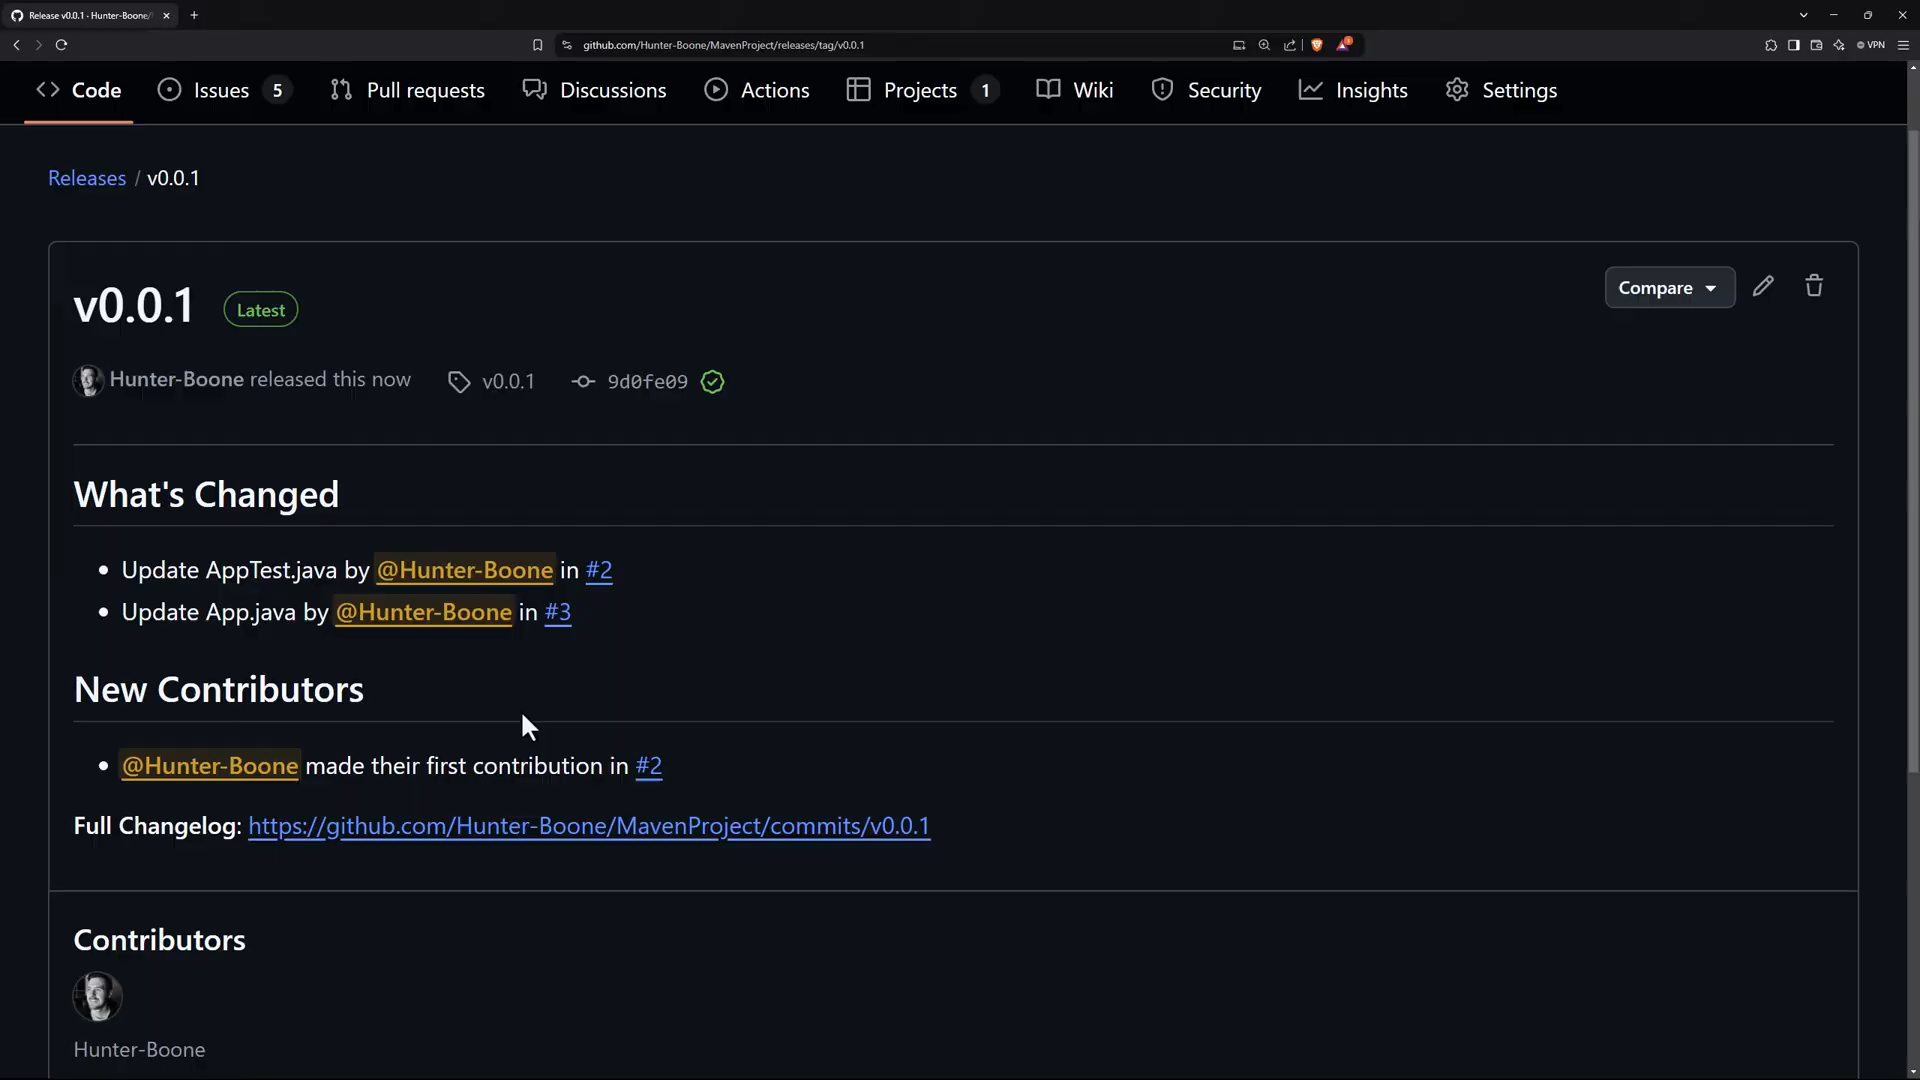 Release v0.0.1 · Hunter-Boone/
github.com/Hunter-Boone/MavenProject/releases/tag/v0.0.1
VPN
Code Issues 5 Pull requests Discussions Actions Projects 1 Wiki Security Insights Settings
Releases / v0.0.1
v0.0.1 Latest Compare
Hunter-Boone released this now v0.0.1 9d0fe09
What's Changed
Update AppTest.java by @Hunter-Boone in #2
Update App.java by @Hunter-Boone in #3
New Contributors
@Hunter-Boone made their first contribution in #2
Full Changelog: https://github.com/Hunter-Boone/MavenProject/commits/v0.0.1
Contributors
Hunter-Boone